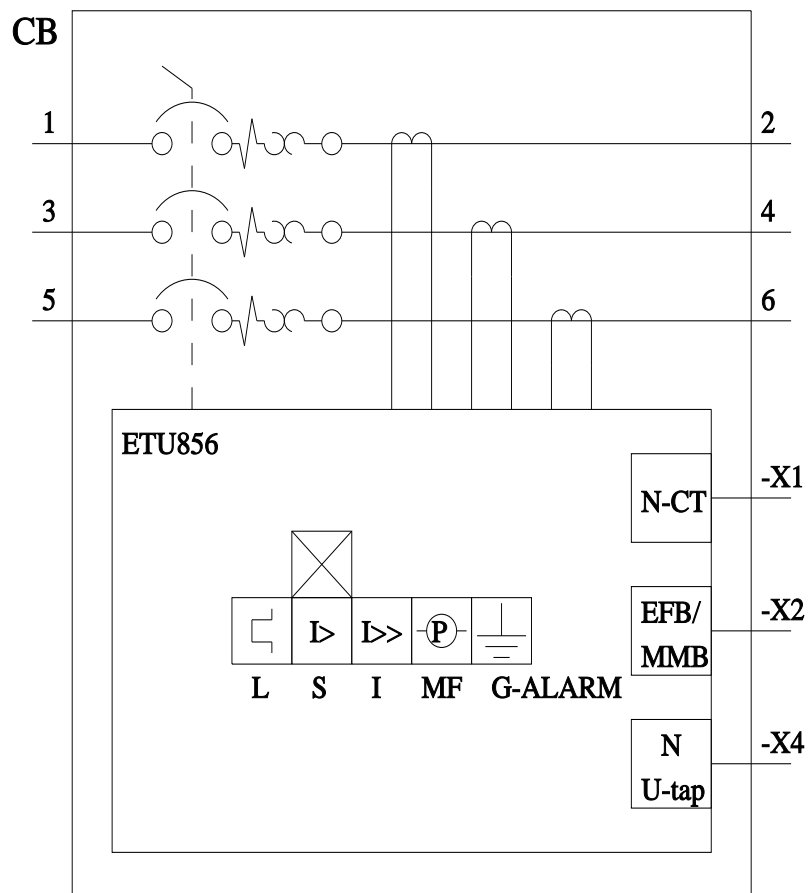 CB
1
2
3
4
5
6
ETU856
N-CT
-X1
EFB/
MMB
-X2
I>
I>>
P
L
S
I
MF
G-ALARM
N
U-tap
-X4